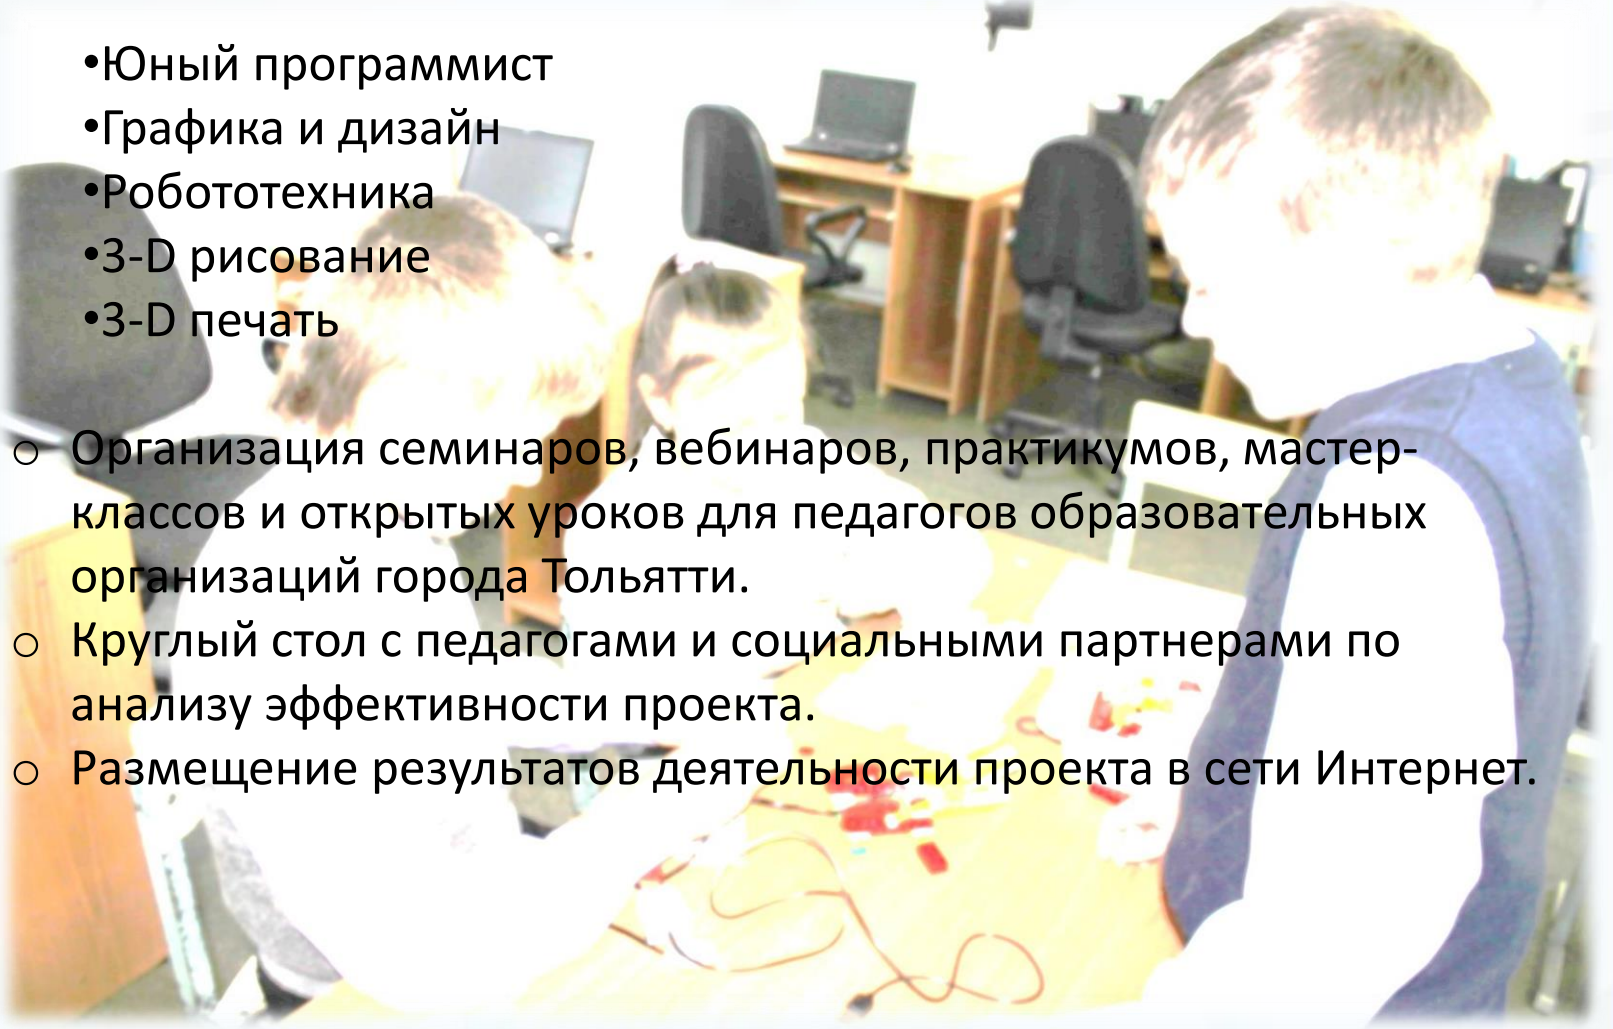 •Юный программист
•Графика и дизайн
•Робототехника
•3-D рисование
•3-D печать
o Организация семинаров, вебинаров, практикумов, мастер-
классов и открытых уроков для педагогов образовательных
организаций города Тольятти.
o Круглый стол с педагогами и социальными партнерами по
анализу эффективности проекта.
o Размещение результатов деятельности проекта в сети Интернет.